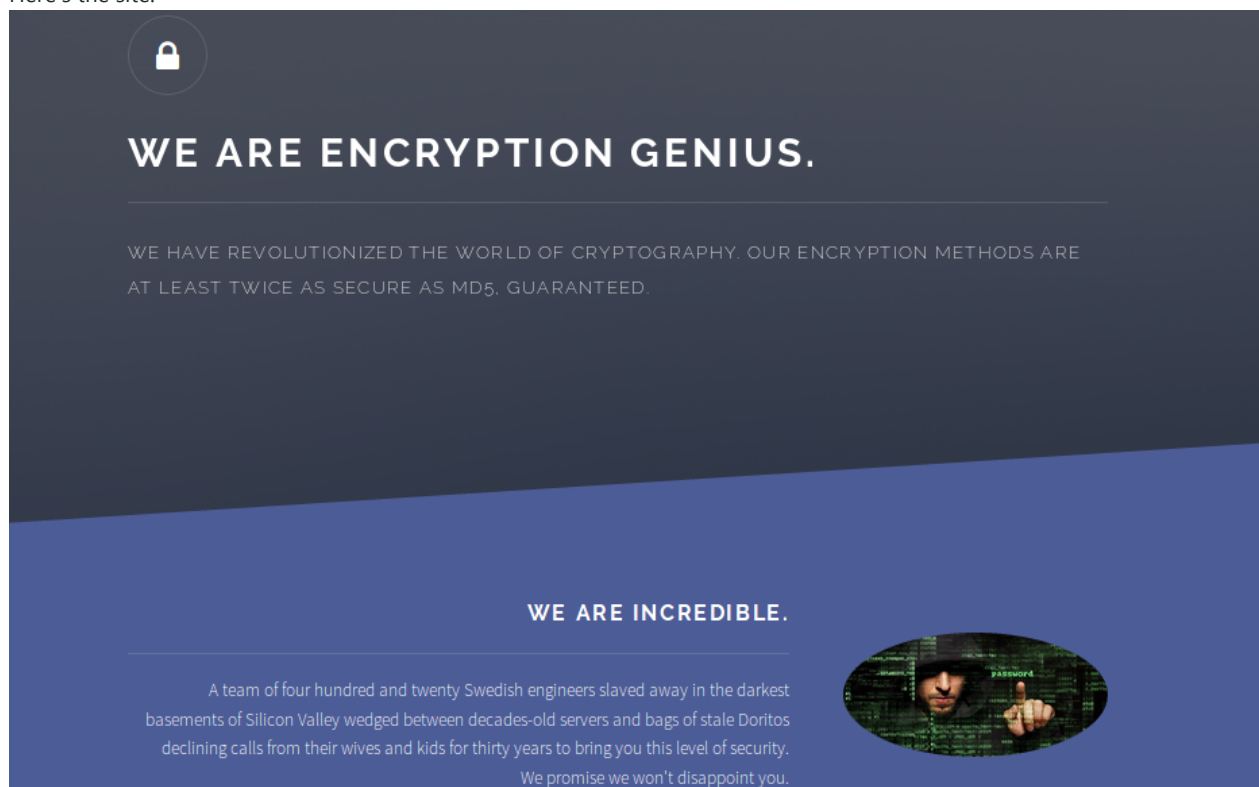 Here's the site:
WE ARE ENCRYPTION GENIUS.
WE HAVE REVOLUTIONIZED THE WORLD OF CRYPTOGRAPHY. OUR ENCRYPTION METHODS ARE
AT LEAST TWICE AS SECURE AS MD5, GUARANTEED.
WE ARE INCREDIBLE.
A team of four hundred and twenty Swedish engineers slaved away in the darkest
basements of Silicon Valley wedged between decades-old servers and bags of stale Doritos
declining calls from their wives and kids for thirty years to bring you this level of security.
We promise we won't disappoint you.
password